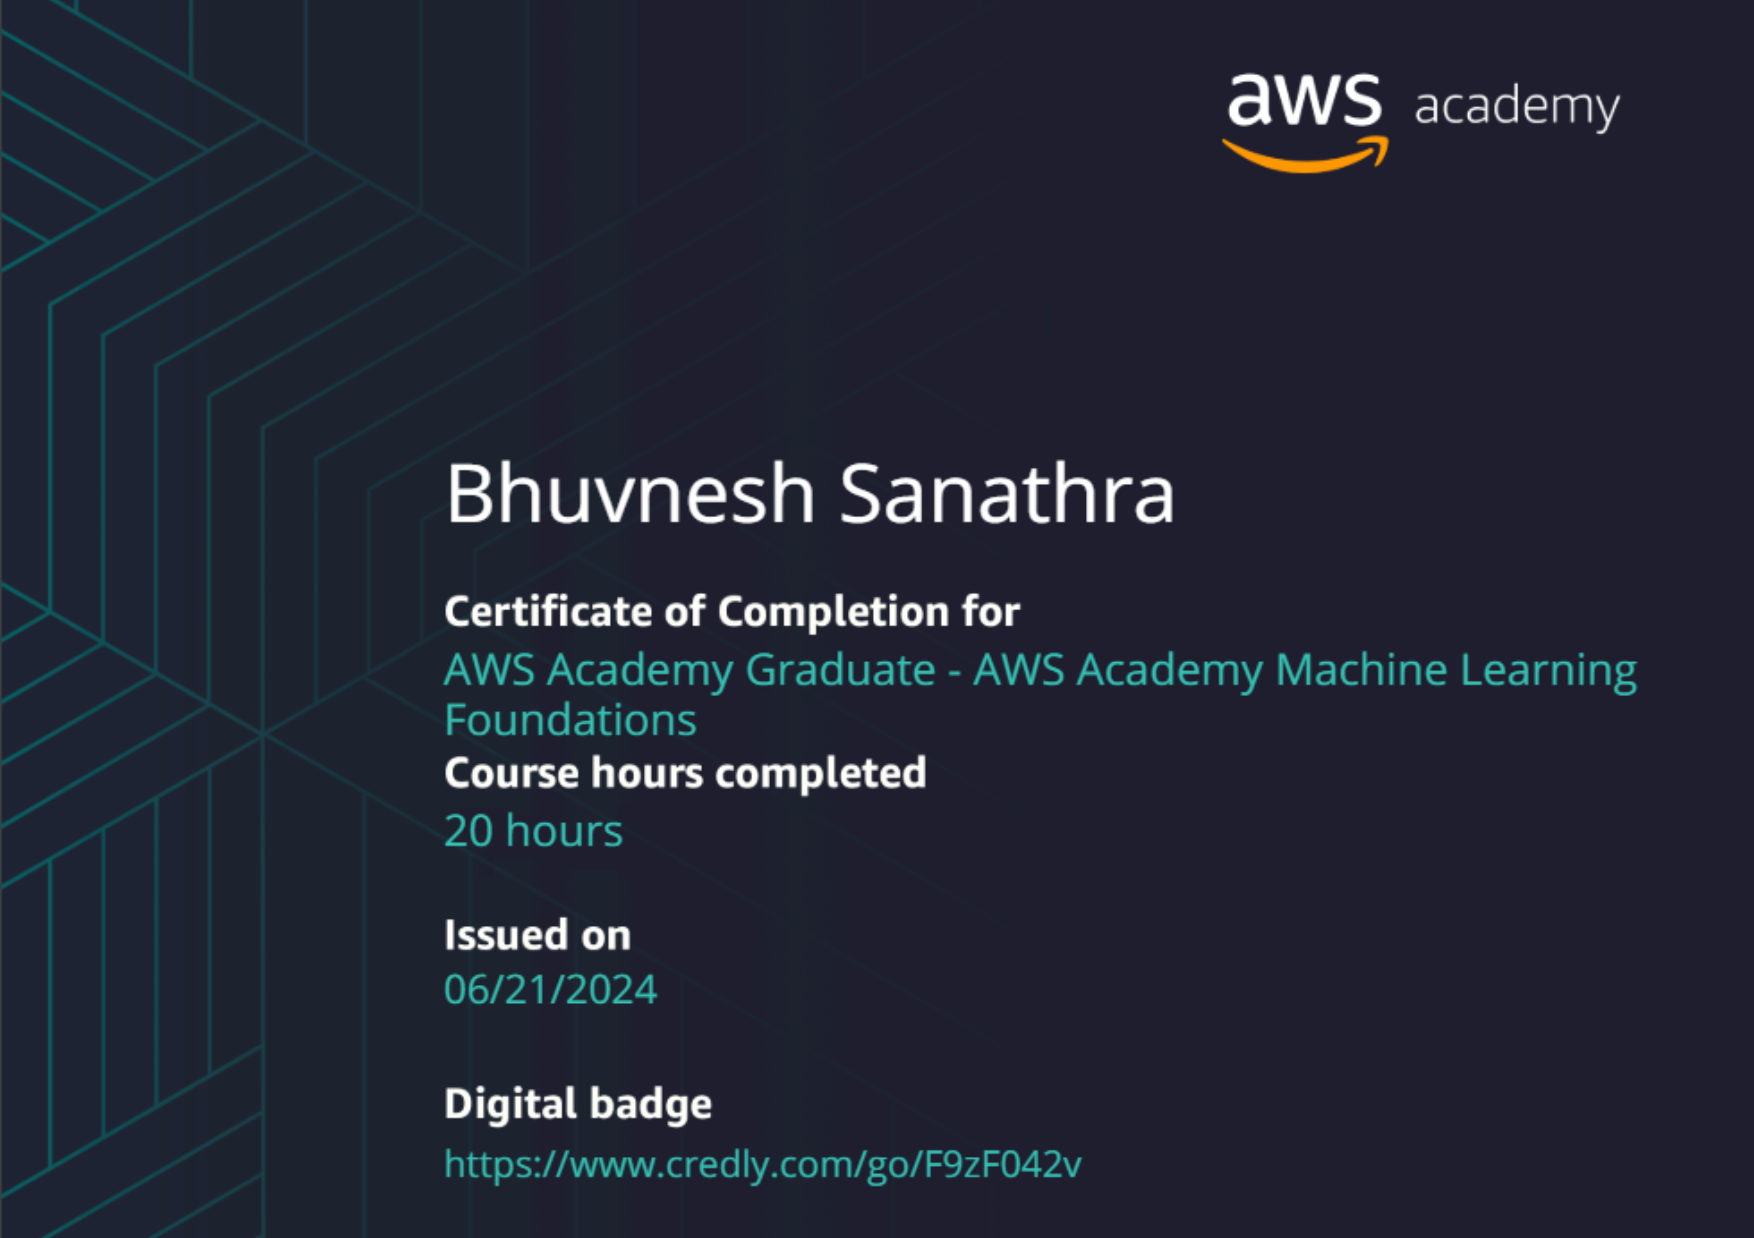 aws academy
Bhuvnesh Sanathra
Certificate of Completion for
AWS Academy Graduate - AWS Academy Machine Learning
Foundations
Course hours completed
20 hours
Issued on
06/21/2024
Digital badge
https://www.credly.com/go/F9zF042v